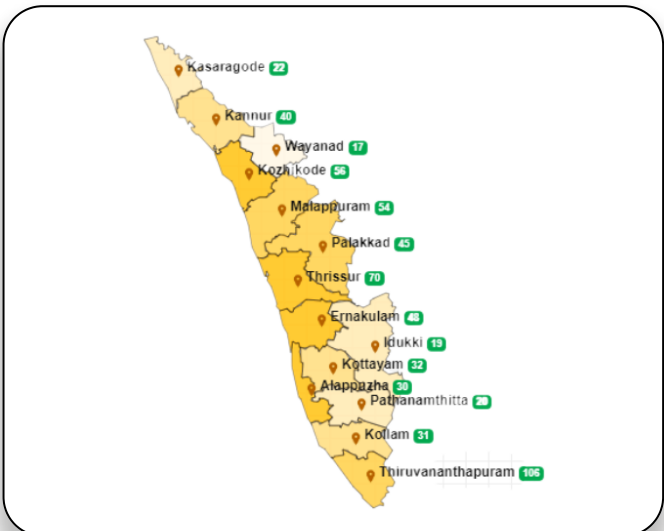 Kasaragode 22
Kannur 40
Wayanad 17
Kozhikode 56
Malappuram 54
Palakkad 45
Thrissur 70
Ernakulam 48
Idukki 19
Kottayam 32
Alappuzha 30
Pathanamthitta 20
Kollam 31
Thiruvananthapuram 106